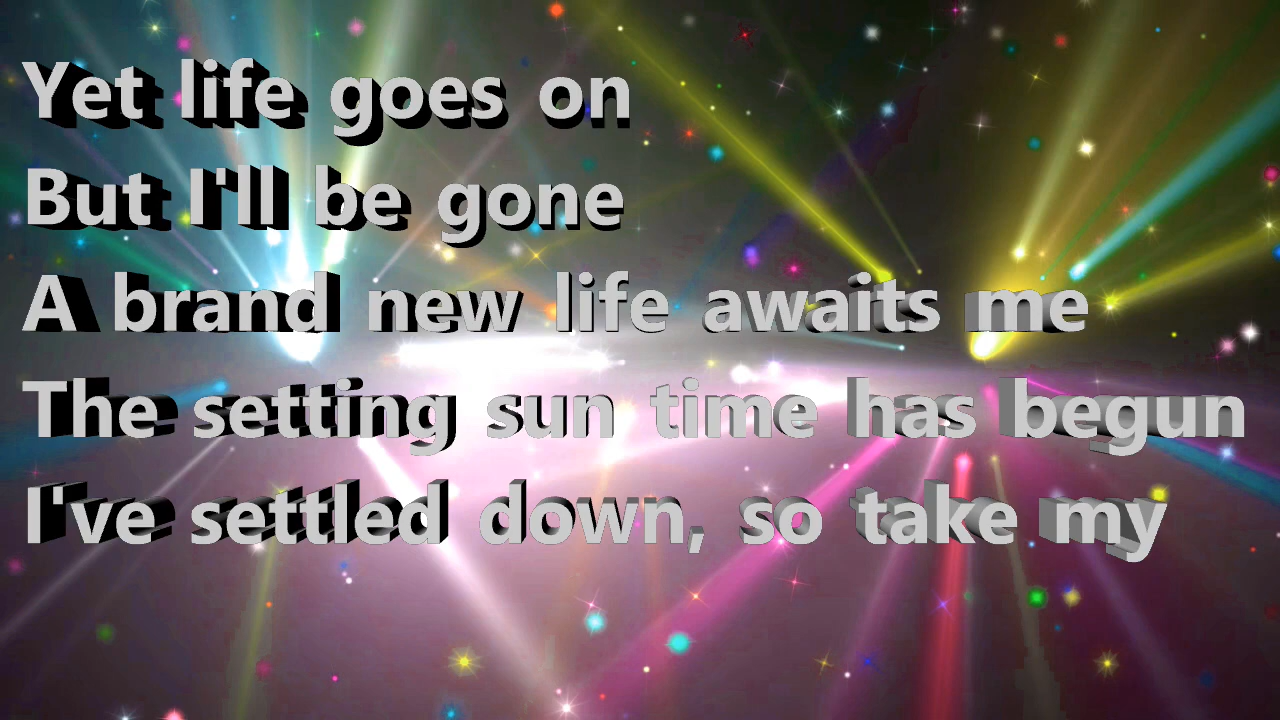 Yet life goes on
But I'll be gone
A brand new life awaits me
The setting sun time has begun
I've settled down, so take my